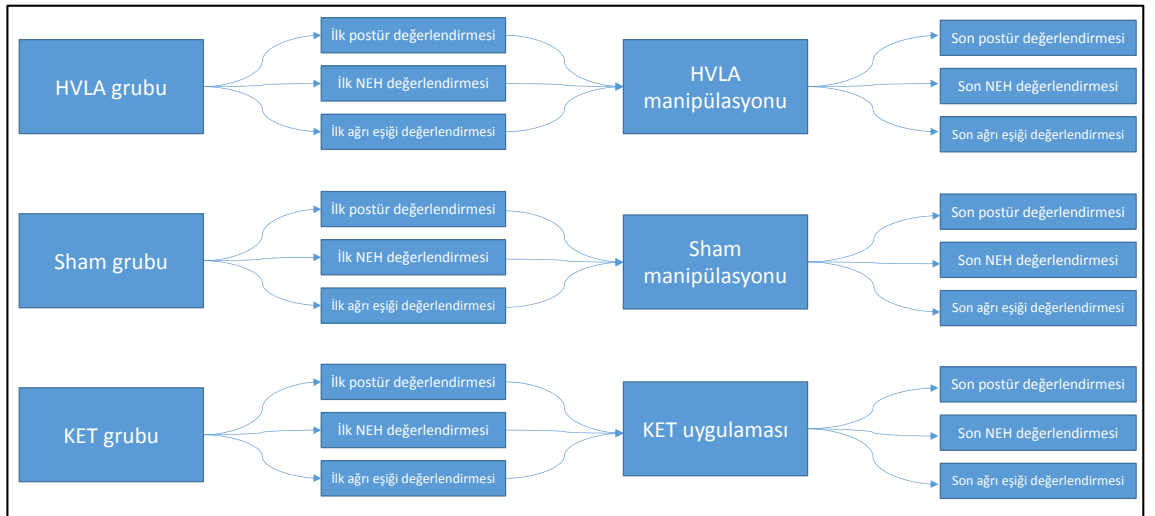 HVLA grubu
İlk postür değerlendirmesi
İlk NEH değerlendirmesi
İlk ağrı eşiği değerlendirmesi
HVLA
manipülasyonu
Son postür değerlendirmesi
Son NEH değerlendirmesi
Son ağrı eşiği değerlendirmesi
Sham grubu
İlk postür değerlendirmesi
İlk NEH değerlendirmesi
İlk ağrı eşiği değerlendirmesi
Sham
manipülasyonu
Son postür değerlendirmesi
Son NEH değerlendirmesi
Son ağrı eşiği değerlendirmesi
KET grubu
İlk postür değerlendirmesi
İlk NEH değerlendirmesi
İlk ağrı eşiği değerlendirmesi
KET uygulaması
Son postür değerlendirmesi
Son NEH değerlendirmesi
Son ağrı eşiği değerlendirmesi